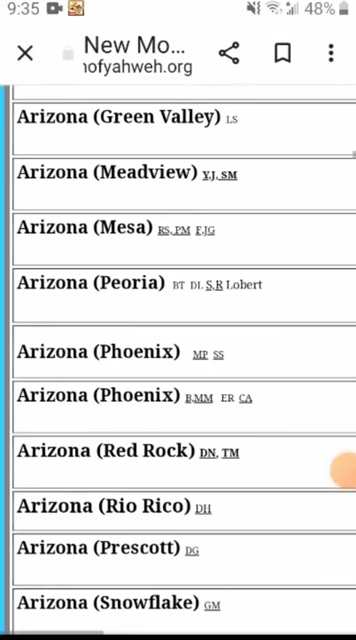 9:35 48%
New Mo...
nofyahweh.org
Arizona (Green Valley) LS
Arizona (Meadview) Y,J, SM
Arizona (Mesa) RS, PM F,JG
Arizona (Peoria) BT DL S,R Lobert
Arizona (Phoenix) MP SS
Arizona (Phoenix) B,MM ER CA
Arizona (Red Rock) DN, TM
Arizona (Rio Rico) DH
Arizona (Prescott) DG
Arizona (Snowflake) GM